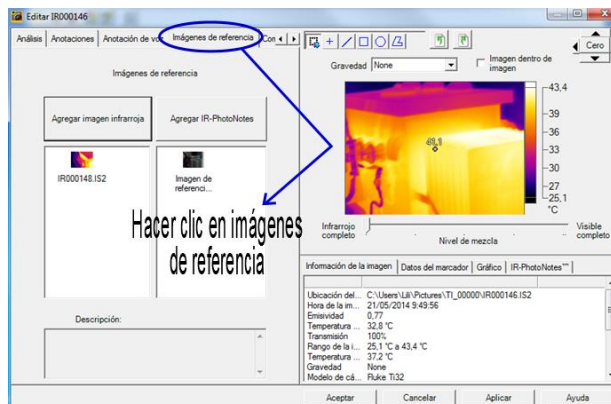 Editar IR000146
Análisis Anotaciones Anotación de vo Imágenes de referencia Con
Imágenes de referencia
Agregar imagen infrarroja Agregar IR-PhotoNotes
IR000148.IS2
Imagen de
referenci...
Hacer clic en imágenes
de referencia
Descripción:
Gravedad None
Imagen dentro de
imagen
Cero
43,4
39
36
33
30
27
25,1
°C
43,1
Infrarrojo
completo
Nivel de mezcla
Visible
completo
Información de la imagen Datos del marcador Gráfico IR-PhotoNotes™
Ubicación del... C:\Users\Lili\Pictures\TI_00000\IR000146.IS2
Hora de la im... 21/05/2014 9:49:56
Emisividad 0,77
Temperatura ... 32,8 °C
Transmisión 100%
Rango de la i... 25,1 °C a 43,4 °C
Temperatura ... 37,2 °C
Gravedad None
Modelo de cá... Fluke Ti32
Aceptar Cancelar Aplicar Ayuda